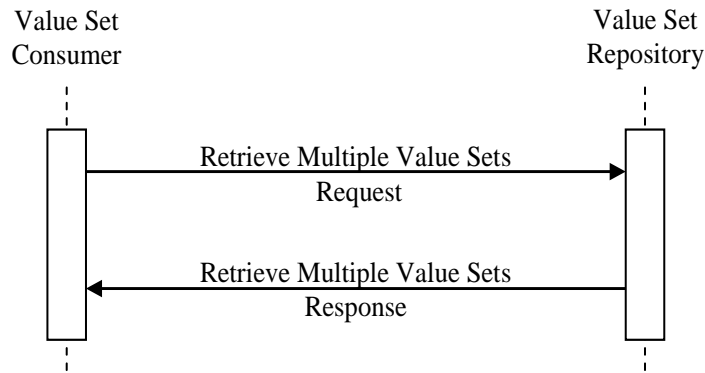 Value Set
Consumer
Value Set
Repository
Retrieve Multiple Value Sets
Request
Retrieve Multiple Value Sets
Response